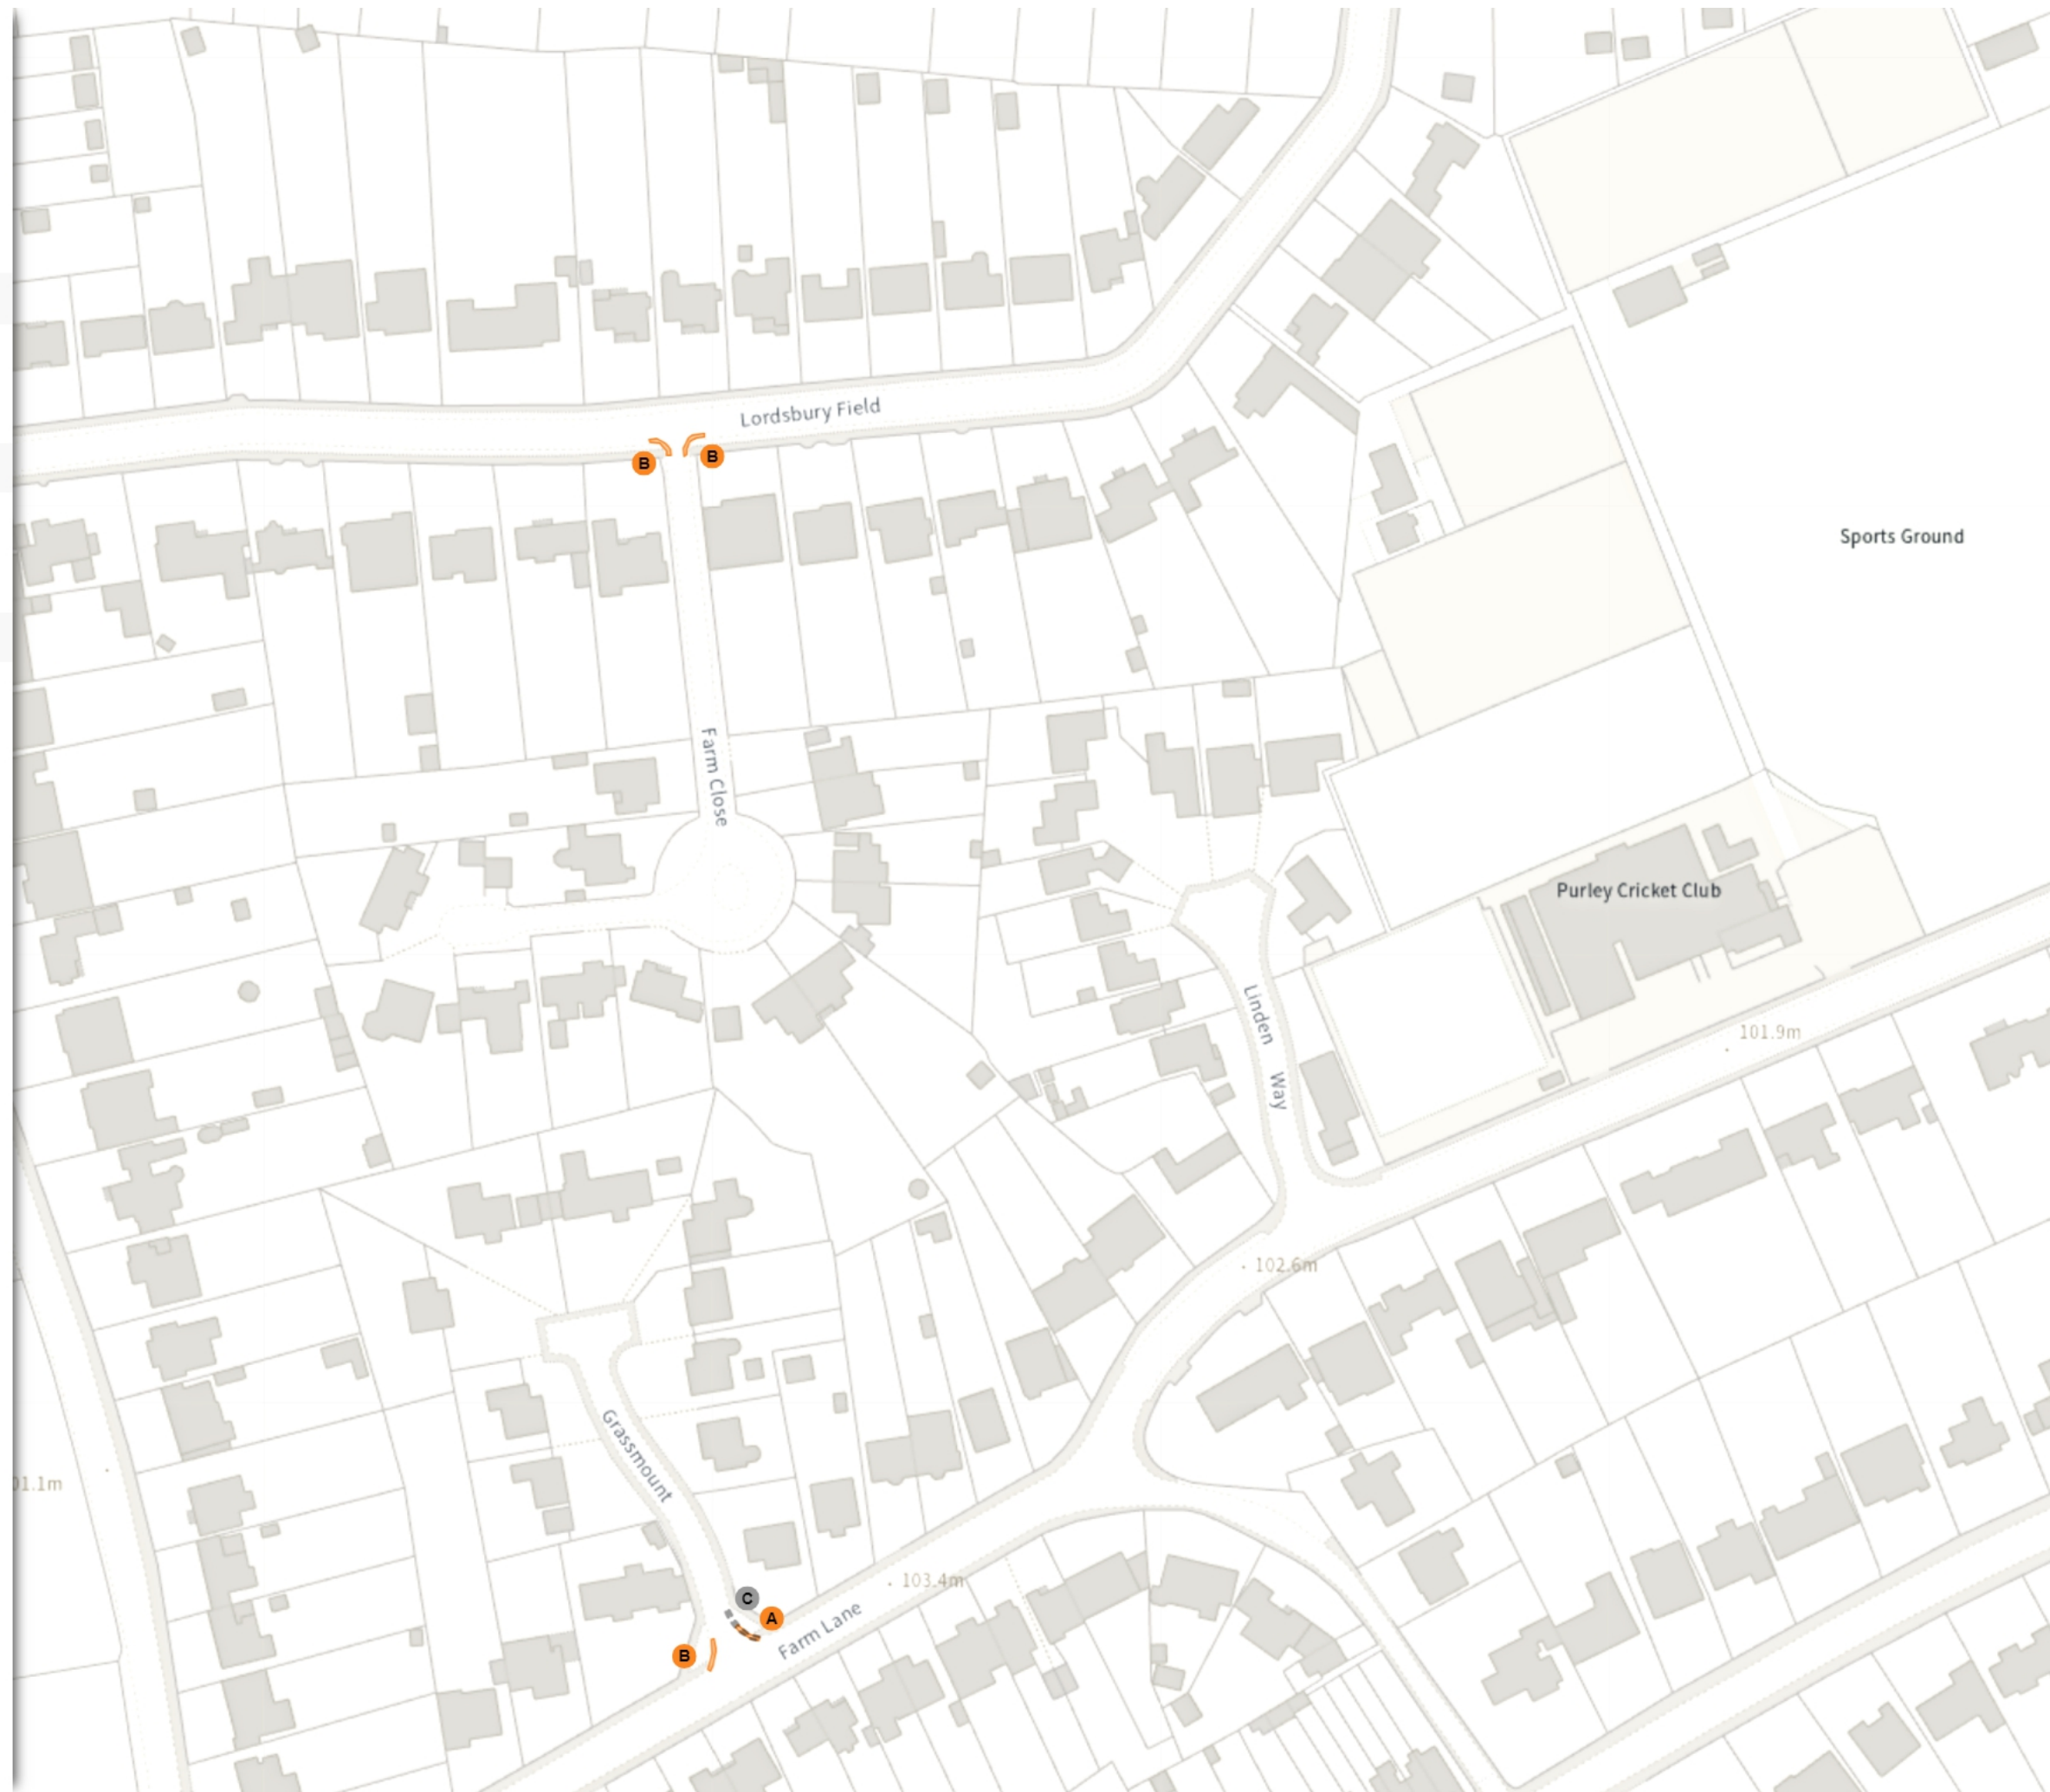 Lordsbury Field
B
B
Sports Ground
Farm Close
Purley Cricket Club
Linden Way
101.9m
102.6m
Grassmount
01.1m
103.4m
C
A
Farm Lane
B